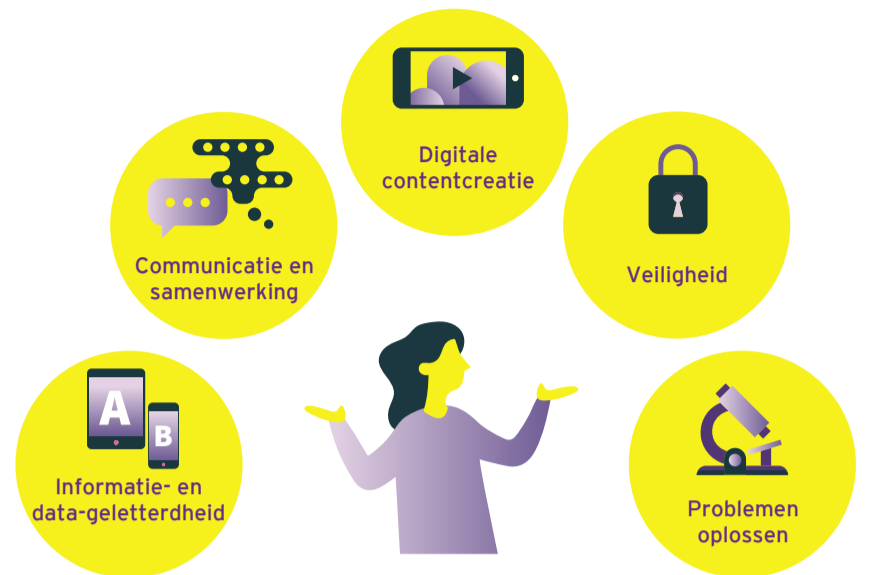 Digitale
contentcreatie
Communicatie en
samenwerking
Veiligheid
A
B
Informatie- en
data-geletterdheid
Problemen
oplossen